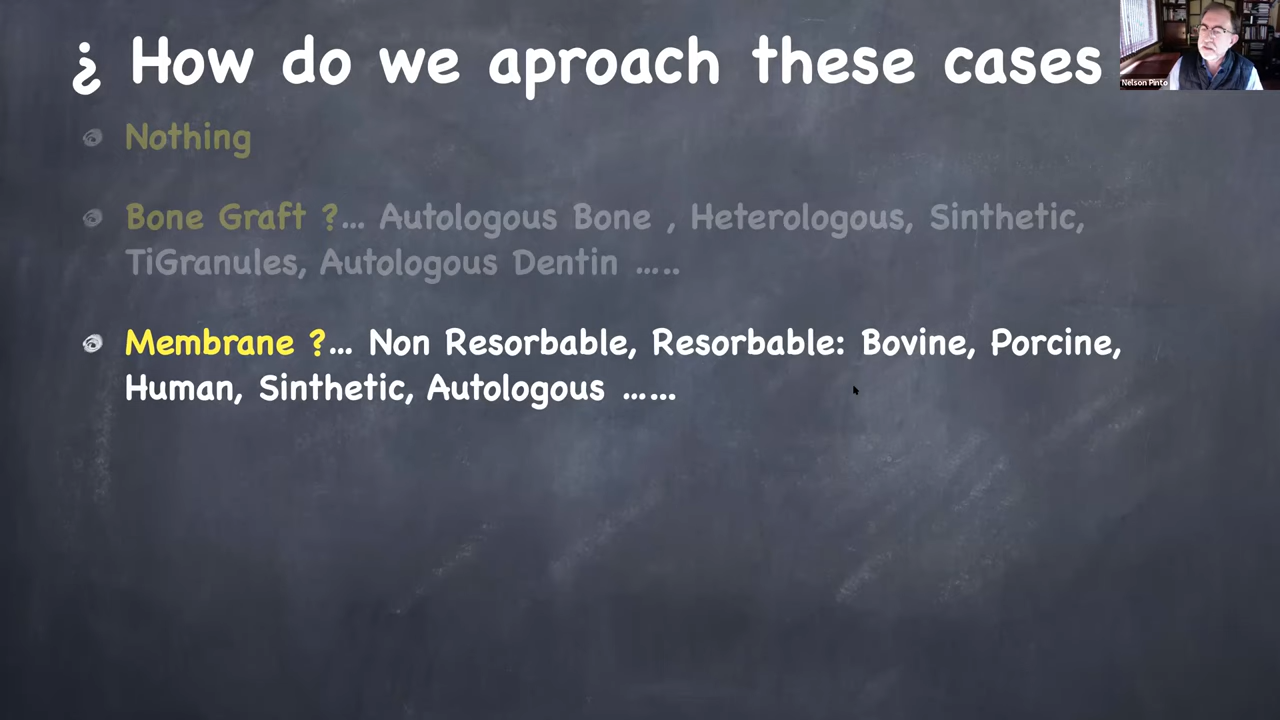 ¿ How do we aproach these cases
Nelson Pinto
Nothing
Bone Graft ?... Autologous Bone , Heterologous, Sinthetic,
TiGranules, Autologous Dentin .....
Membrane ?... Non Resorbable, Resorbable: Bovine, Porcine,
Human, Sinthetic, Autologous ......